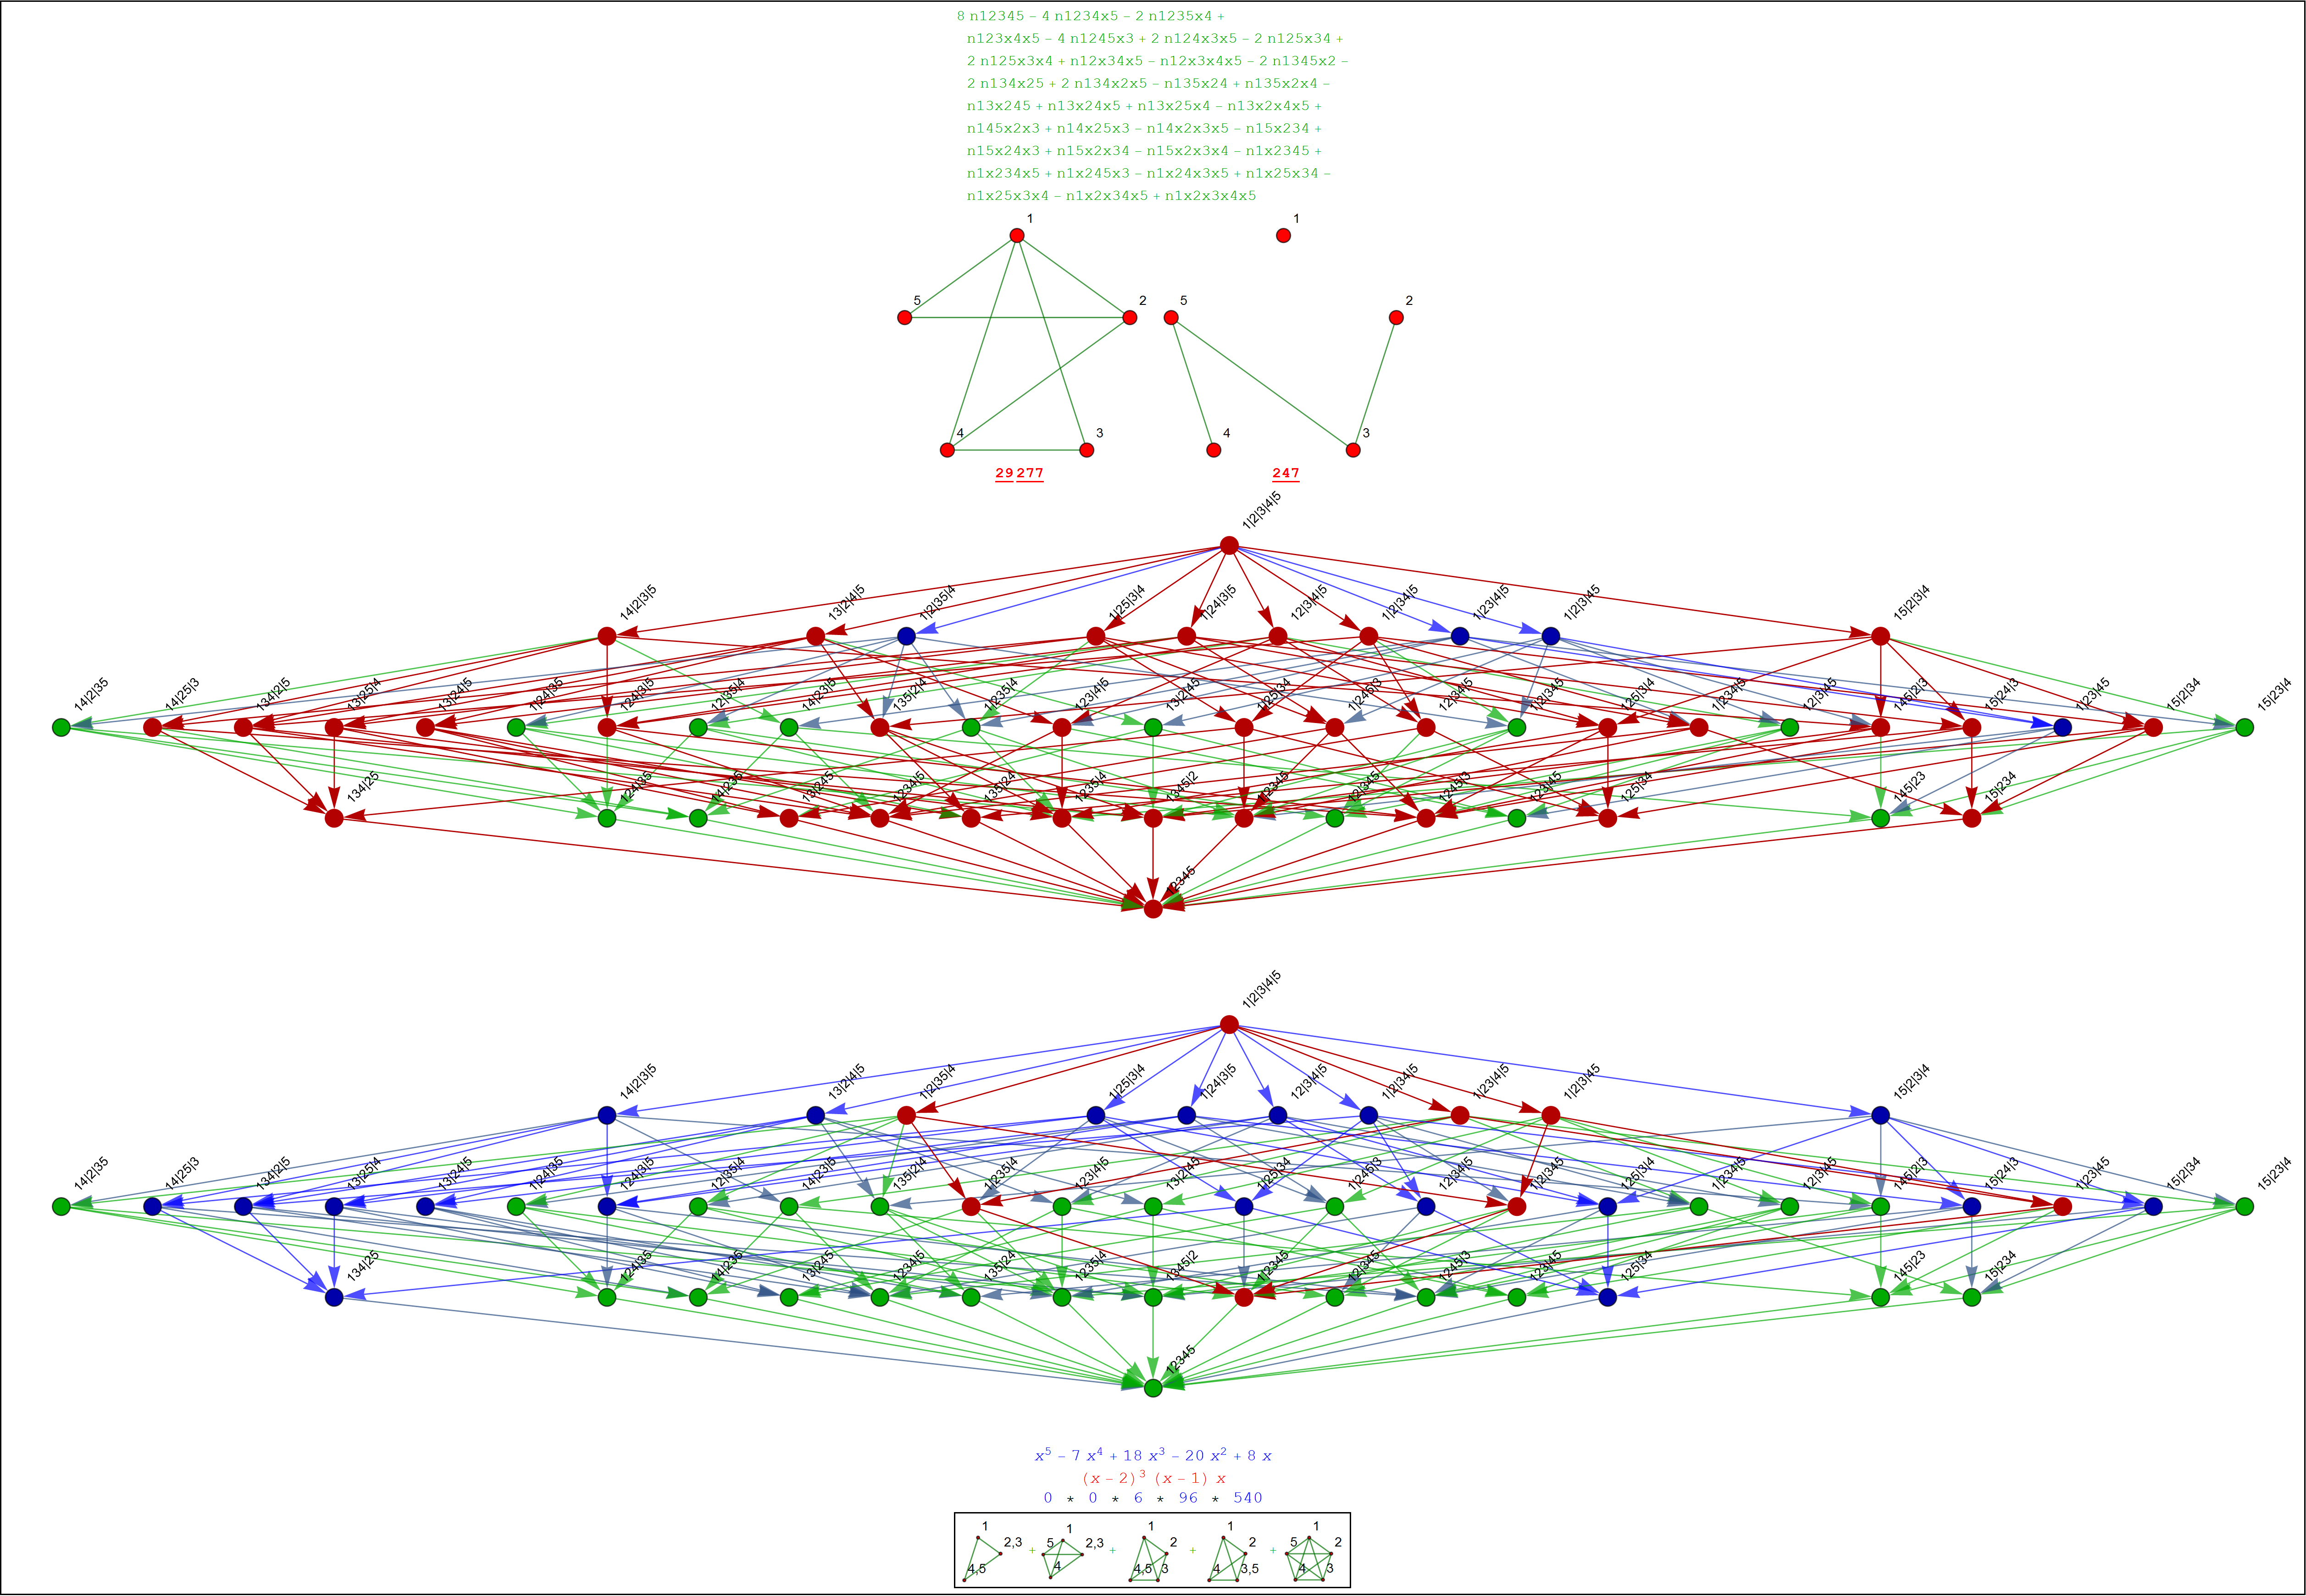 8 n12345 − 4 n1234x5 − 2 n1235x4 +
n123x4x5 − 4 n1245x3 + 2 n124x3x5 − 2 n125x34 +
2 n125x3x4 + n12x34x5 − n12x3x4x5 − 2 n1345x2 −
2 n134x25 + 2 n134x2x5 − n135x24 + n135x2x4 −
n13x245 + n13x24x5 + n13x25x4 − n13x2x4x5 +
n145x2x3 + n14x25x3 − n14x2x3x5 − n15x234 +
n15x24x3 + n15x2x34 − n15x2x3x4 − n1x2345 +
n1x234x5 + n1x245x3 − n1x24x3x5 + n1x25x34 −
n1x25x3x4 − n1x2x34x5 + n1x2x3x4x5
1 1
5 2 5 2
4 3 4 3
29 277 247
1|2|3|4|5
14|2|3|5 13|2|4|5 1|2|35|4 1|25|3|4 1|24|3|5 12|3|4|5 1|2|34|5 1|23|4|5 1|2|3|45 15|2|3|4
14|2|35 14|25|3 134|2|5 13|25|4 13|24|5 1|24|35 124|3|5 12|35|4 14|23|5 135|2|4 1|235|4 123|4|5 13|2|45 1|25|34 1|245|3 12|34|5 1|2|345 125|3|4 1|234|5 12|3|45 145|2|3 15|24|3 1|23|45 15|2|34 15|23|4
134|25 124|35 14|235 13|245 1234|5 135|24 1235|4 1345|2 1|2345 12|345 1245|3 123|45 125|34 145|23 15|234
12345
1|2|3|4|5
14|2|3|5 13|2|4|5 1|2|35|4 1|25|3|4 1|24|3|5 12|3|4|5 1|2|34|5 1|23|4|5 1|2|3|45 15|2|3|4
14|2|35 14|25|3 134|2|5 13|25|4 13|24|5 1|24|35 124|3|5 12|35|4 14|23|5 135|2|4 1|235|4 123|4|5 13|2|45 1|25|34 1|245|3 12|34|5 1|2|345 125|3|4 1|234|5 12|3|45 145|2|3 15|24|3 1|23|45 15|2|34 15|23|4
134|25 124|35 14|235 13|245 1234|5 135|24 1235|4 1345|2 1|2345 12|345 1245|3 123|45 125|34 145|23 15|234
12345
x⁵ − 7 x⁴ + 18 x³ − 20 x² + 8 x
(x − 2)³ (x − 1) x
0 * 0 * 6 * 96 * 540
1 2,3 4,5 + 1 5 2,3 4 + 1 2 4,5 3 + 1 2 4 3,5 + 1 5 2 4 3